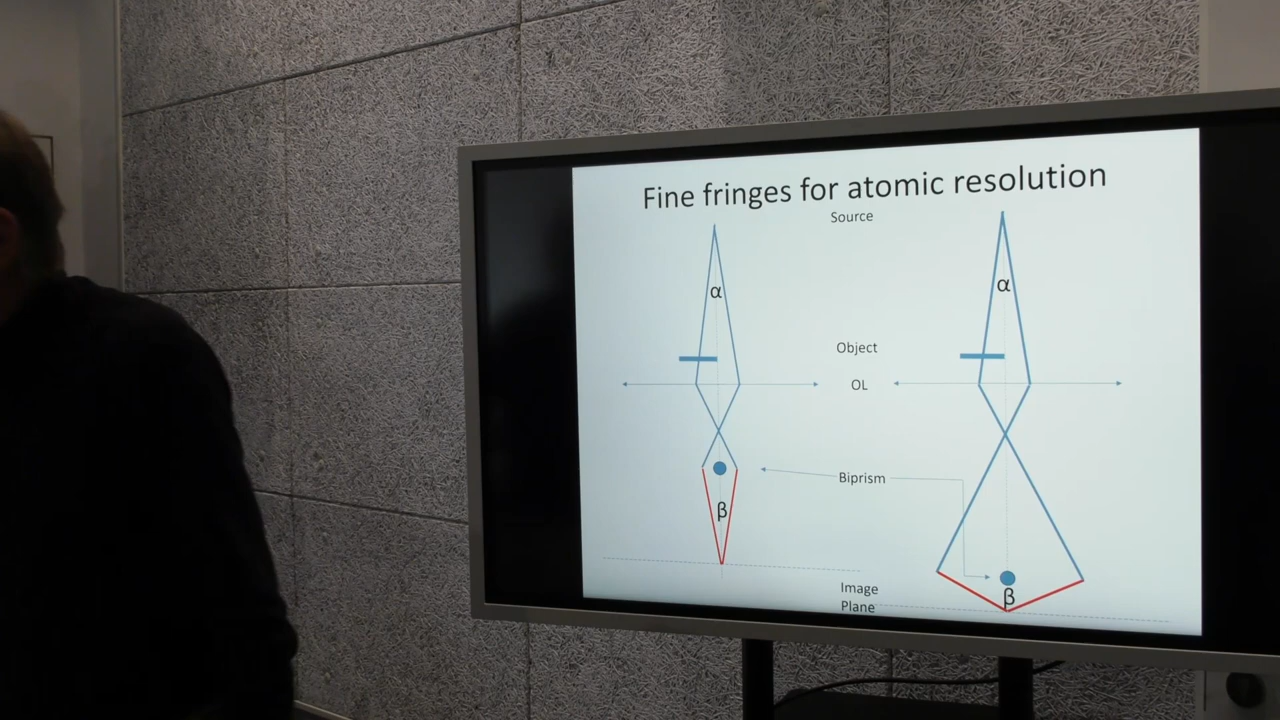 Fine fringes for atomic resolution
Source
α
α
Object
OL
Biprism
β
Image
Plane
β